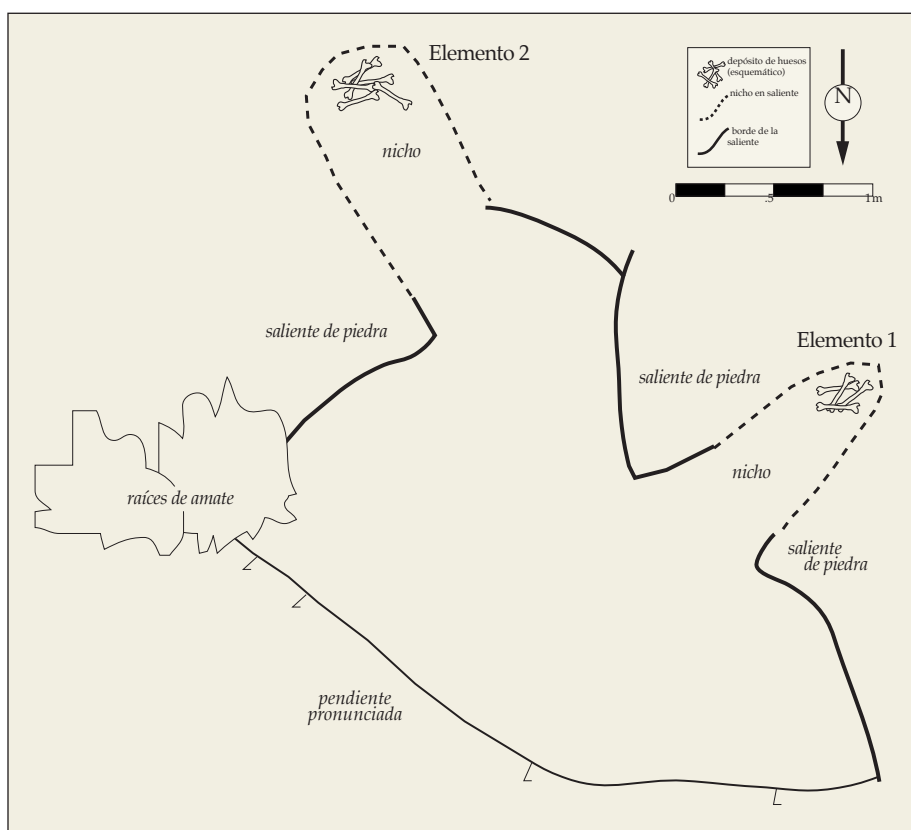 Elemento 2
depósito de huesos
(esquemático)
nicho en saliente
borde de la
saliente
N
0 .5 1m
nicho
saliente de piedra
Elemento 1
saliente de piedra
nicho
raíces de amate
saliente
de piedra
pendiente
pronunciada